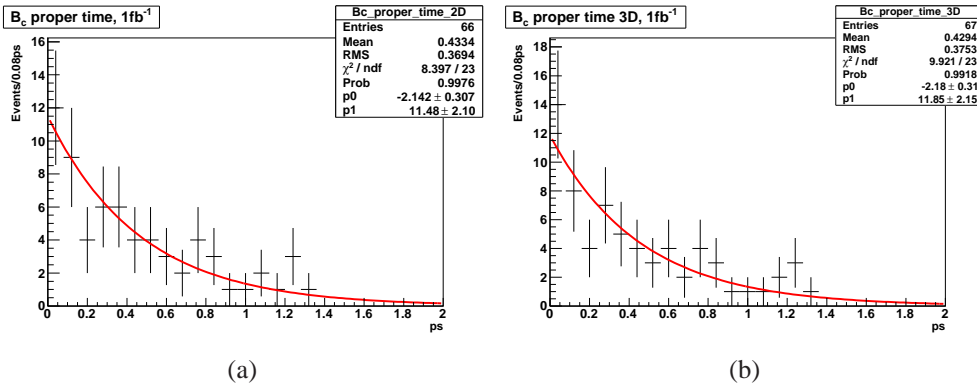 B_c proper time, 1fb^-1
Bc_proper_time_2D
Entries 66
Mean 0.4334
RMS 0.3694
χ² / ndf 8.397 / 23
Prob 0.9976
p0 -2.142 ± 0.307
p1 11.48 ± 2.10
Events/0.08ps
16
14
12
10
8
6
4
2
0
0 0.2 0.4 0.6 0.8 1 1.2 1.4 1.6 1.8 2
ps
(a)
B_c proper time 3D, 1fb^-1
Bc_proper_time_3D
Entries 67
Mean 0.4294
RMS 0.3753
χ² / ndf 9.921 / 23
Prob 0.9918
p0 -2.18 ± 0.31
p1 11.85 ± 2.15
Events/0.08ps
18
16
14
12
10
8
6
4
2
0
0 0.2 0.4 0.6 0.8 1 1.2 1.4 1.6 1.8 2
ps
(b)